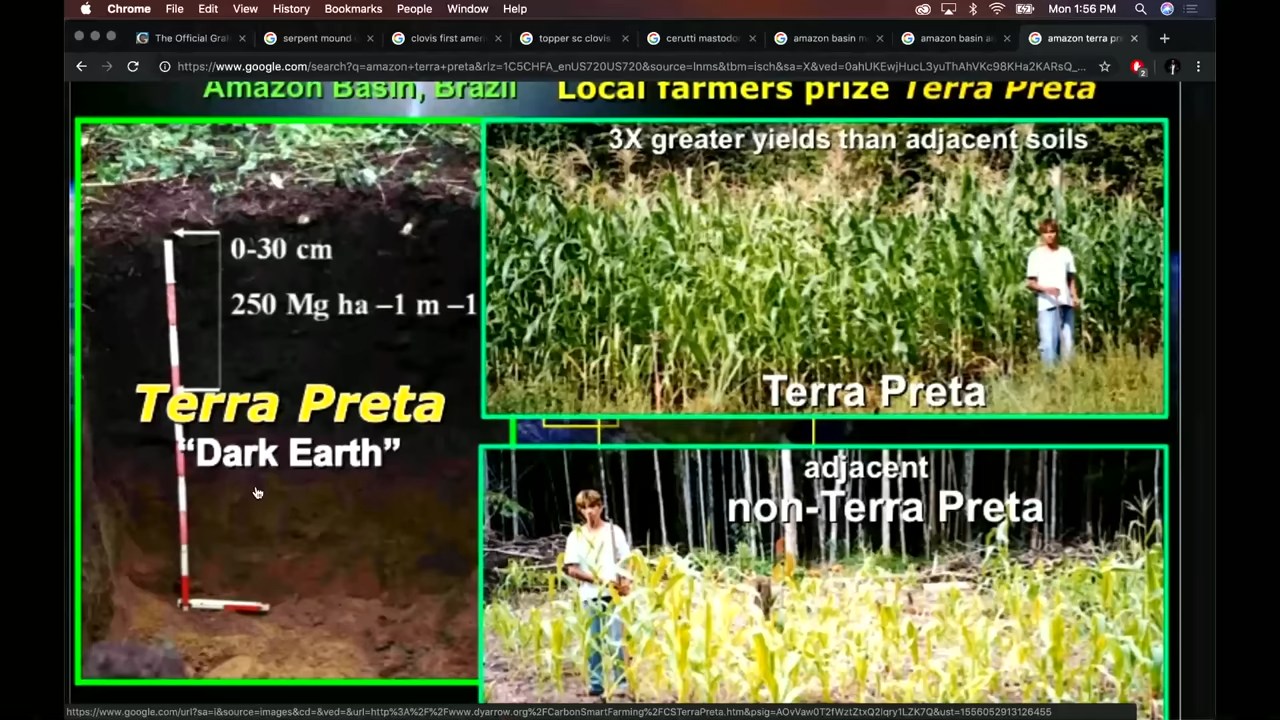 Chrome File Edit View History Bookmarks People Window Help Mon 1:56 PM
The Official Gra serpent mound clovis first amer topper sc clovis cerutti mastodo amazon basin m amazon basin a amazon terra pr
https://www.google.com/search?q=amazon+terra+preta&rlz=1C5CHFA_enUS720US720&source=lnms&tbm=isch&sa=X&ved=0ahUKEwjHucL3yuThAhVKc98KHa2KARsQ_...
2
Amazon Basin, Brazil
Local farmers prize Terra Preta
3X greater yields than adjacent soils
0-30 cm
250 Mg ha –1 m –1
Terra Preta
"Dark Earth"
Terra Preta
adjacent
non-Terra Preta
https://www.google.com/url?sa=i&source=images&cd=&ved=&url=http%3A%2F%2Fwww.dyarrow.org%2FCarbonSmartFarming%2FCSTerraPreta.htm&psig=AOvVaw0T2fWztZtxQ2lqry1LZK7Q&ust=1556052913126455